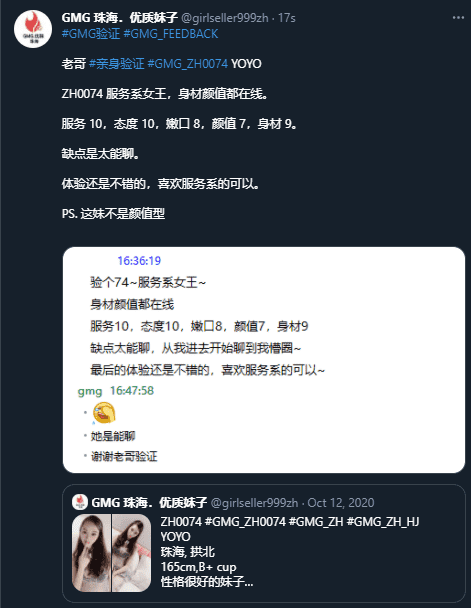 GMG 珠海．优质妹子 @girlseller999zh · 17s
#GMG验证 #GMG_FEEDBACK
老哥 #亲身验证 #GMG_ZH0074 YOYO
ZH0074 服务系女王，身材颜值都在线。
服务 10，态度 10，嫩口 8，颜值 7，身材 9。
缺点是太能聊。
体验还是不错的，喜欢服务系的可以。
PS. 这妹不是颜值型
16:36:19
验个74~服务系女王~
身材颜值都在线
服务10，态度10，嫩口8，颜值7，身材9
缺点太能聊，从我进去开始聊到我懵圈~
最后的体验还是不错的，喜欢服务系的可以~
gmg 16:47:58
她是能聊
谢谢老哥验证
GMG 珠海．优质妹子 @girlseller999zh · Oct 12, 2020
ZH0074 #GMG_ZH0074 #GMG_ZH #GMG_ZH_HJ
YOYO
珠海, 拱北
165cm,B+ cup
性格很好的妹子...